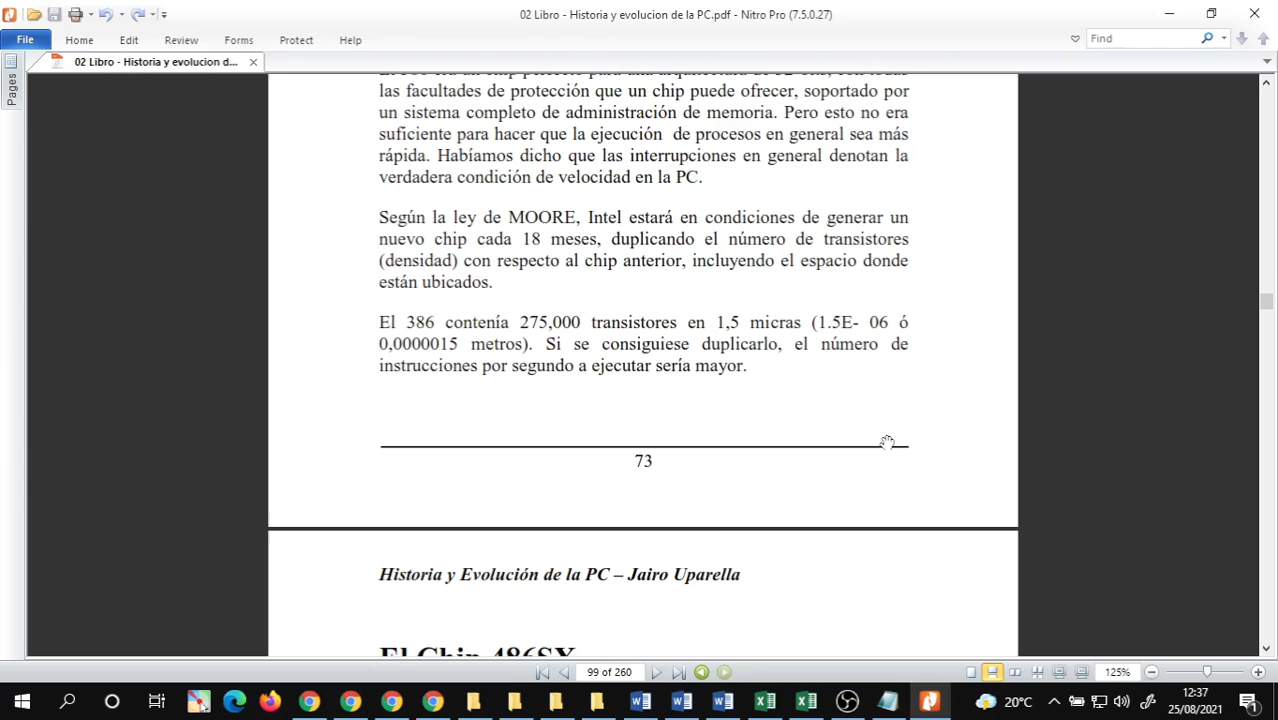 02 Libro - Historia y evolucion de la PC.pdf - Nitro Pro (7.5.0.27)
File Home Edit Review Forms Protect Help
Find
02 Libro - Historia y evolucion d...
Pages
las facultades de protección que un chip puede ofrecer, soportado por
un sistema completo de administración de memoria. Pero esto no era
suficiente para hacer que la ejecución de procesos en general sea más
rápida. Habíamos dicho que las interrupciones en general denotan la
verdadera condición de velocidad en la PC.
Según la ley de MOORE, Intel estará en condiciones de generar un
nuevo chip cada 18 meses, duplicando el número de transistores
(densidad) con respecto al chip anterior, incluyendo el espacio donde
están ubicados.
El 386 contenía 275,000 transistores en 1,5 micras (1.5E- 06 ó
0,0000015 metros). Si se consiguiese duplicarlo, el número de
instrucciones por segundo a ejecutar sería mayor.
73
Historia y Evolución de la PC – Jairo Uparella
El Chip 486SX
99 of 260
125%
20°C
12:37
25/08/2021
1